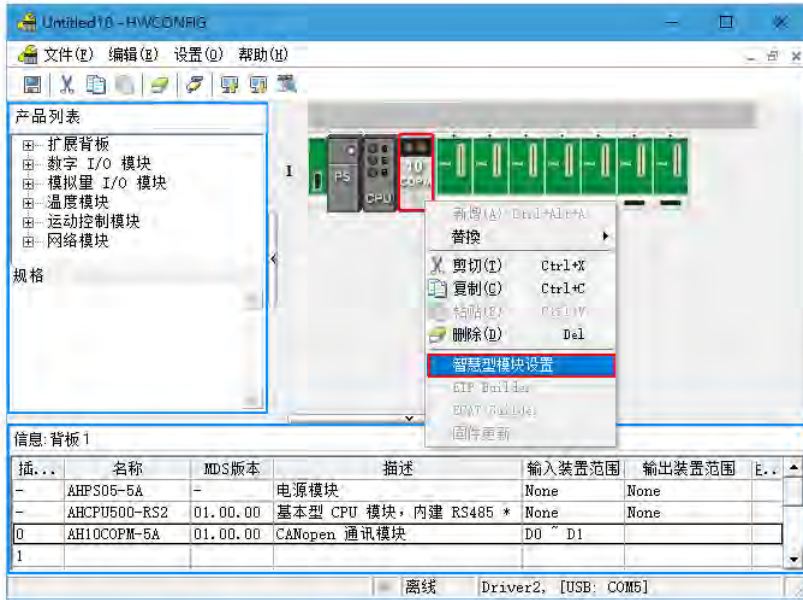 Untitled10 - HWCONFIG
文件(F) 编辑(E) 设置(O) 帮助(H)
产品列表
扩展背板
数字 I/O 模块
模拟量 I/O 模块
温度模块
运动控制模块
网络模块
规格
1
PS
CPU
10
COPM
新增(A) Ctrl+Alt+A
替换
剪切(T) Ctrl+X
复制(C) Ctrl+C
粘贴(P) Ctrl+V
删除(D) Del
智慧型模块设置
EIP Builder
ECAT Builder
固件更新
信息:背板1
插... 名称 MDS版本 描述 输入装置范围 输出装置范围 E..
- AHPS05-5A - 电源模块 None None
- AHCPU500-RS2 01.00.00 基本型 CPU 模块，内建 RS485 * None None
0 AH10COPM-5A 01.00.00 CANopen 通讯模块 D0 ~ D1
1
离线 Driver2, [USB: COM5]